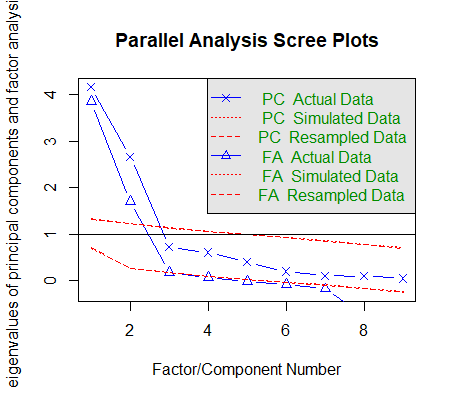 Parallel Analysis Scree Plots
eigenvalues of principal components and factor analysis
4
3
2
1
0
PC Actual Data
PC Simulated Data
PC Resampled Data
FA Actual Data
FA Simulated Data
FA Resampled Data
2 4 6 8
Factor/Component Number